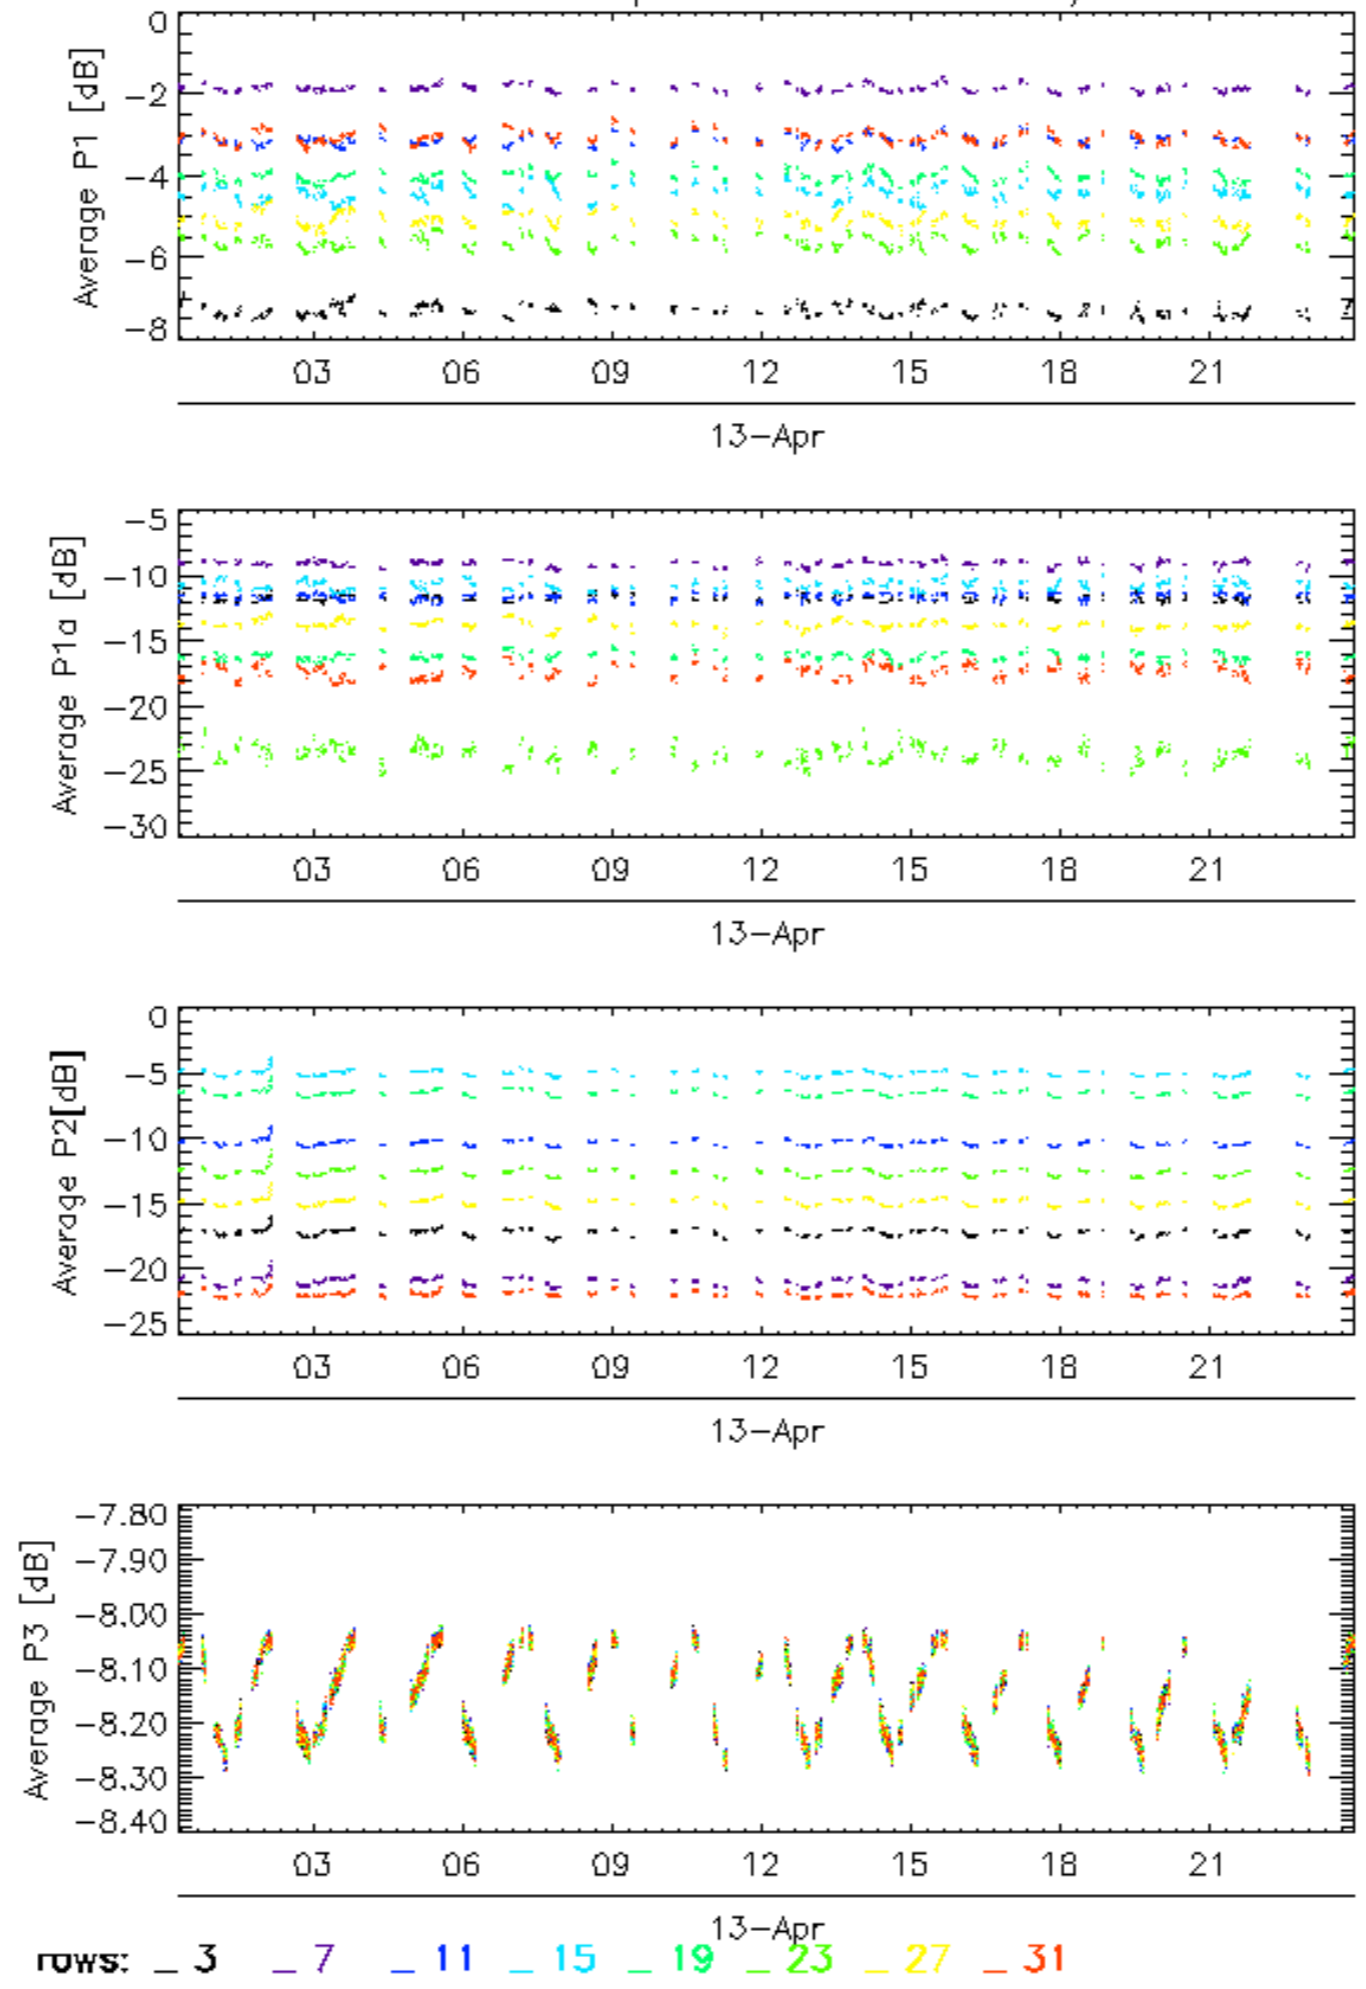 Average P1 [dB]
0
−2
−4
−6
−8
03 06 09 12 15 18 21
13−Apr
Average P1a [dB]
−5
−10
−15
−20
−25
−30
03 06 09 12 15 18 21
13−Apr
Average P2[dB]
0
−5
−10
−15
−20
−25
03 06 09 12 15 18 21
13−Apr
Average P3 [dB]
−7.80
−7.90
−8.00
−8.10
−8.20
−8.30
−8.40
03 06 09 12 15 18 21
13−Apr
rows: _ 3 _ 7 _ 11 _ 15 _ 19 _ 23 _ 27 _ 31